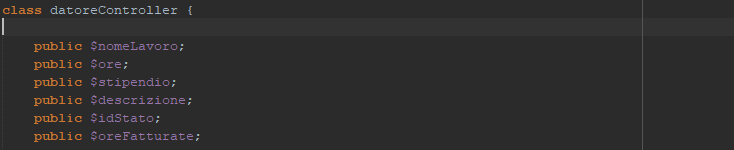 class datoreController {
public $nomeLavoro;
public $ore;
public $stipendio;
public $descrizione;
public $idStato;
public $oreFatturate;